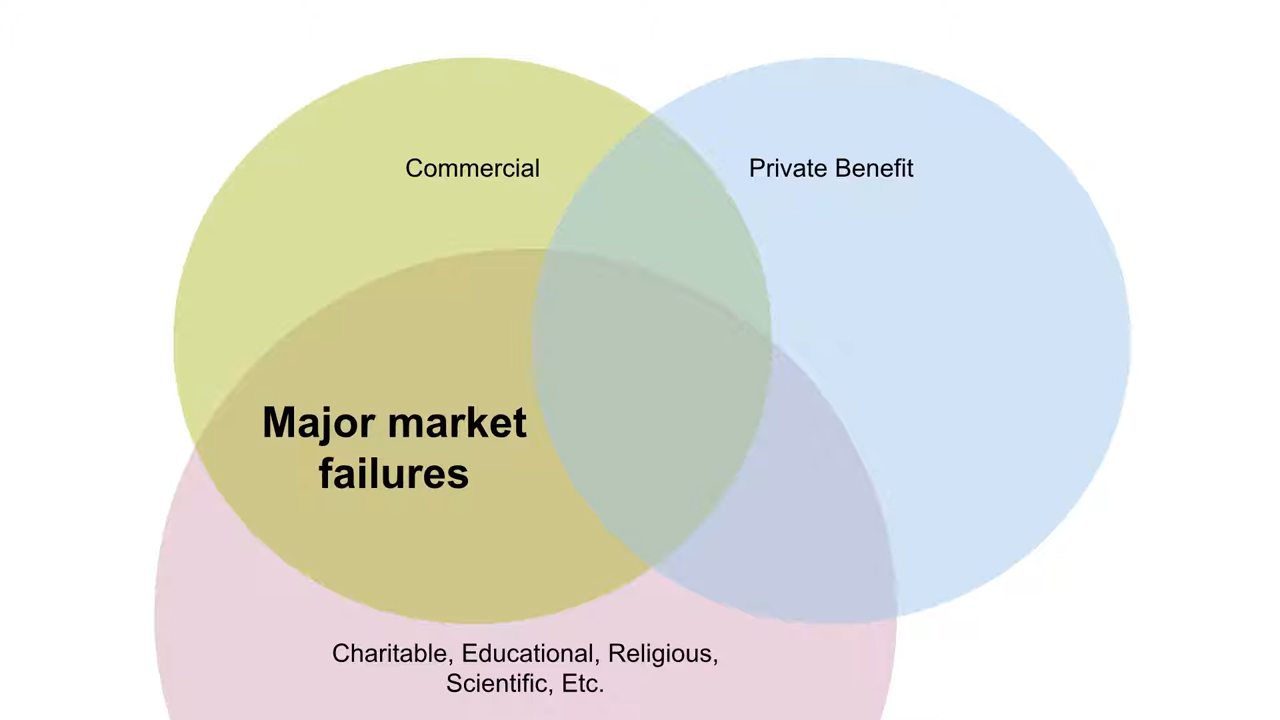 Commercial
Private Benefit
Major market
failures
Charitable, Educational, Religious,
Scientific, Etc.